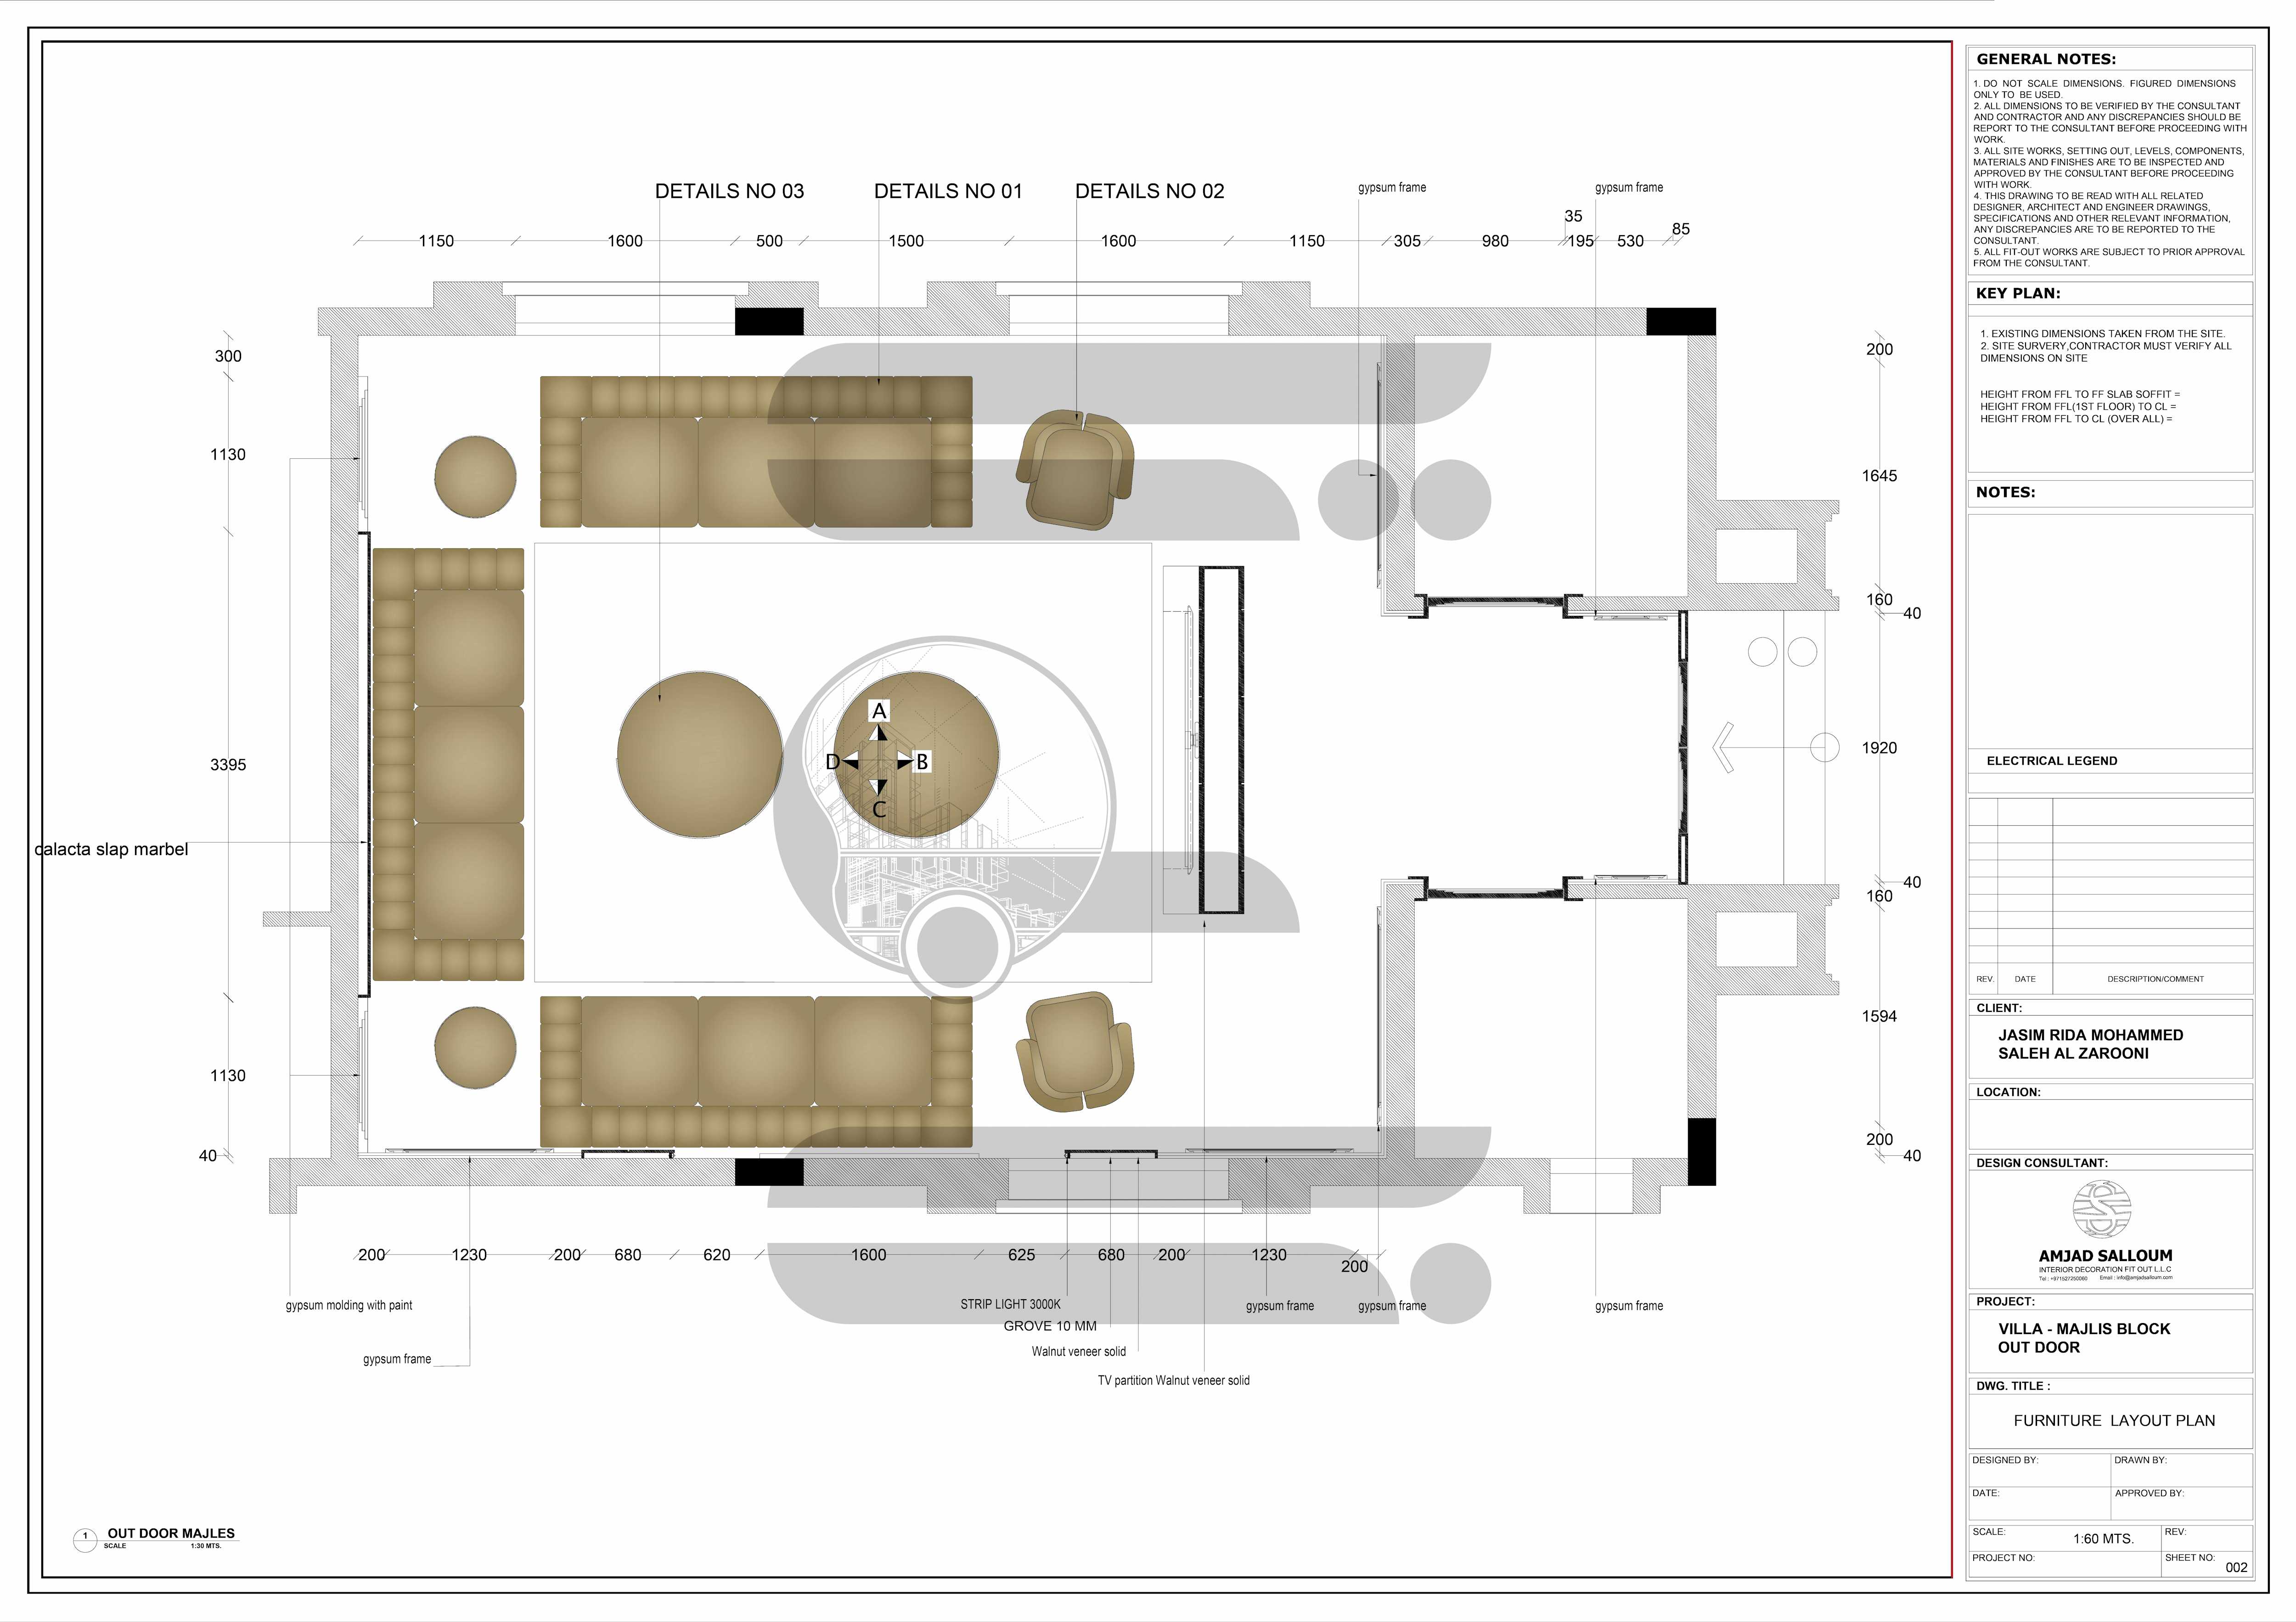 DETAILS NO 03
DETAILS NO 01
DETAILS NO 02
gypsum frame
gypsum frame
35
85
1150
1600
500
1500
1600
1150
305
980
195
530
300
1130
3395
1130
40
200
1645
160
40
1920
40
160
1594
200
40
A
D
B
C
calacta slap marbel
200
1230
200
680
620
1600
625
680
200
1230
200
gypsum molding with paint
gypsum frame
STRIP LIGHT 3000K
GROVE 10 MM
Walnut veneer solid
TV partition Walnut veneer solid
gypsum frame
gypsum frame
gypsum frame
1
OUT DOOR MAJLES
SCALE 1:30 MTS.
GENERAL NOTES:
1. DO NOT SCALE DIMENSIONS. FIGURED DIMENSIONS
ONLY TO BE USED.
2. ALL DIMENSIONS TO BE VERIFIED BY THE CONSULTANT
AND CONTRACTOR AND ANY DISCREPANCIES SHOULD BE
REPORT TO THE CONSULTANT BEFORE PROCEEDING WITH
WORK.
3. ALL SITE WORKS, SETTING OUT, LEVELS, COMPONENTS,
MATERIALS AND FINISHES ARE TO BE INSPECTED AND
APPROVED BY THE CONSULTANT BEFORE PROCEEDING
WITH WORK.
4. THIS DRAWING TO BE READ WITH ALL RELATED
DESIGNER, ARCHITECT AND ENGINEER DRAWINGS,
SPECIFICATIONS AND OTHER RELEVANT INFORMATION,
ANY DISCREPANCIES ARE TO BE REPORTED TO THE
CONSULTANT.
5. ALL FIT-OUT WORKS ARE SUBJECT TO PRIOR APPROVAL
FROM THE CONSULTANT.
KEY PLAN:
1. EXISTING DIMENSIONS TAKEN FROM THE SITE.
2. SITE SURVERY,CONTRACTOR MUST VERIFY ALL
DIMENSIONS ON SITE
HEIGHT FROM FFL TO FF SLAB SOFFIT =
HEIGHT FROM FFL(1ST FLOOR) TO CL =
HEIGHT FROM FFL TO CL (OVER ALL) =
NOTES:
ELECTRICAL LEGEND
REV. DATE DESCRIPTION/COMMENT
CLIENT:
JASIM RIDA MOHAMMED
SALEH AL ZAROONI
LOCATION:
DESIGN CONSULTANT:
AMJAD SALLOUM
INTERIOR DECORATION FIT OUT L.L.C
Tel : +971527250080 Email : info@amjadsalloum.com
PROJECT:
VILLA - MAJLIS BLOCK
OUT DOOR
DWG. TITLE :
FURNITURE LAYOUT PLAN
DESIGNED BY: DRAWN BY:
DATE: APPROVED BY:
SCALE: 1:60 MTS. REV:
PROJECT NO: SHEET NO: 002